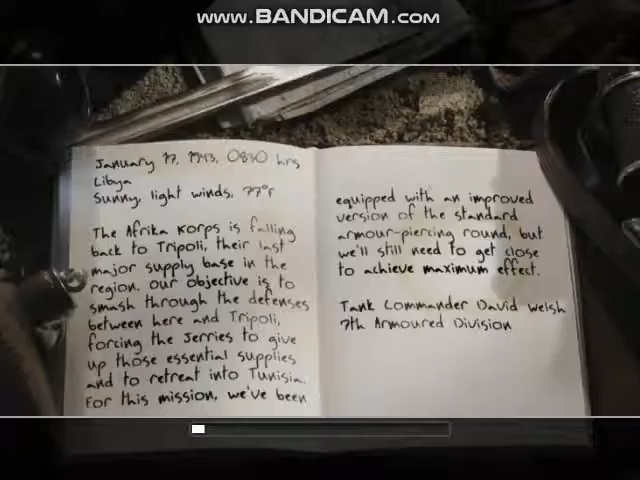 www.BANDICAM.com
January 17, 1943, 0830 hrs
Libya
Sunny, light winds, 77°F
The Afrika Korps is falling
back to Tripoli, their last
major supply base in the
region. Our objective is to
smash through the defenses
between here and Tripoli,
forcing the Jerries to give
up those essential supplies
and to retreat into Tunisia.
For this mission, we've been
equipped with an improved
version of the standard
armour-piercing round, but
we'll still need to get close
to achieve maximum effect.
Tank Commander David Welsh
7th Armoured Division